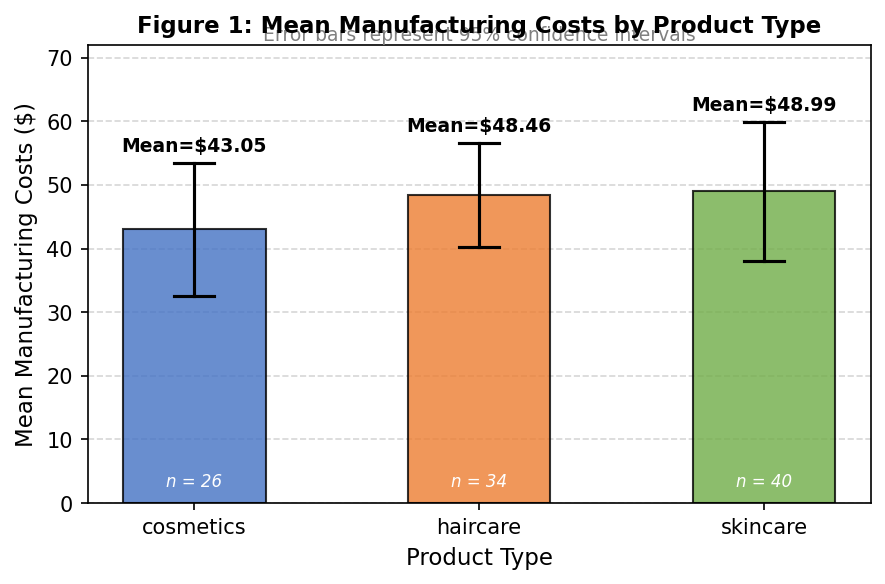 Figure 1: Mean Manufacturing Costs by Product Type
Error bars represent 95% confidence intervals
Mean Manufacturing Costs ($)
70
60
50
40
30
20
10
0
Mean=$43.05
Mean=$48.46
Mean=$48.99
n = 26
n = 34
n = 40
cosmetics
haircare
skincare
Product Type